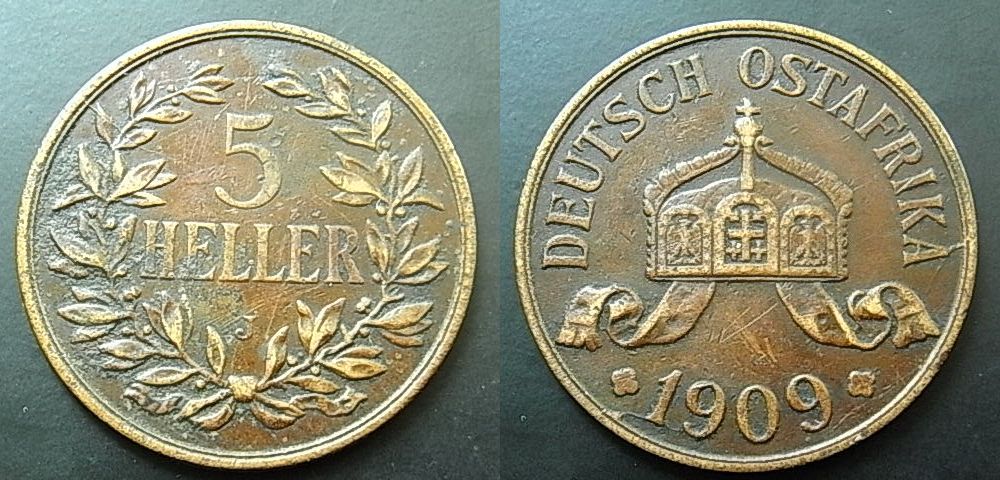 5
HELLER
J
DEUTSCH OSTAFRIKA
1909